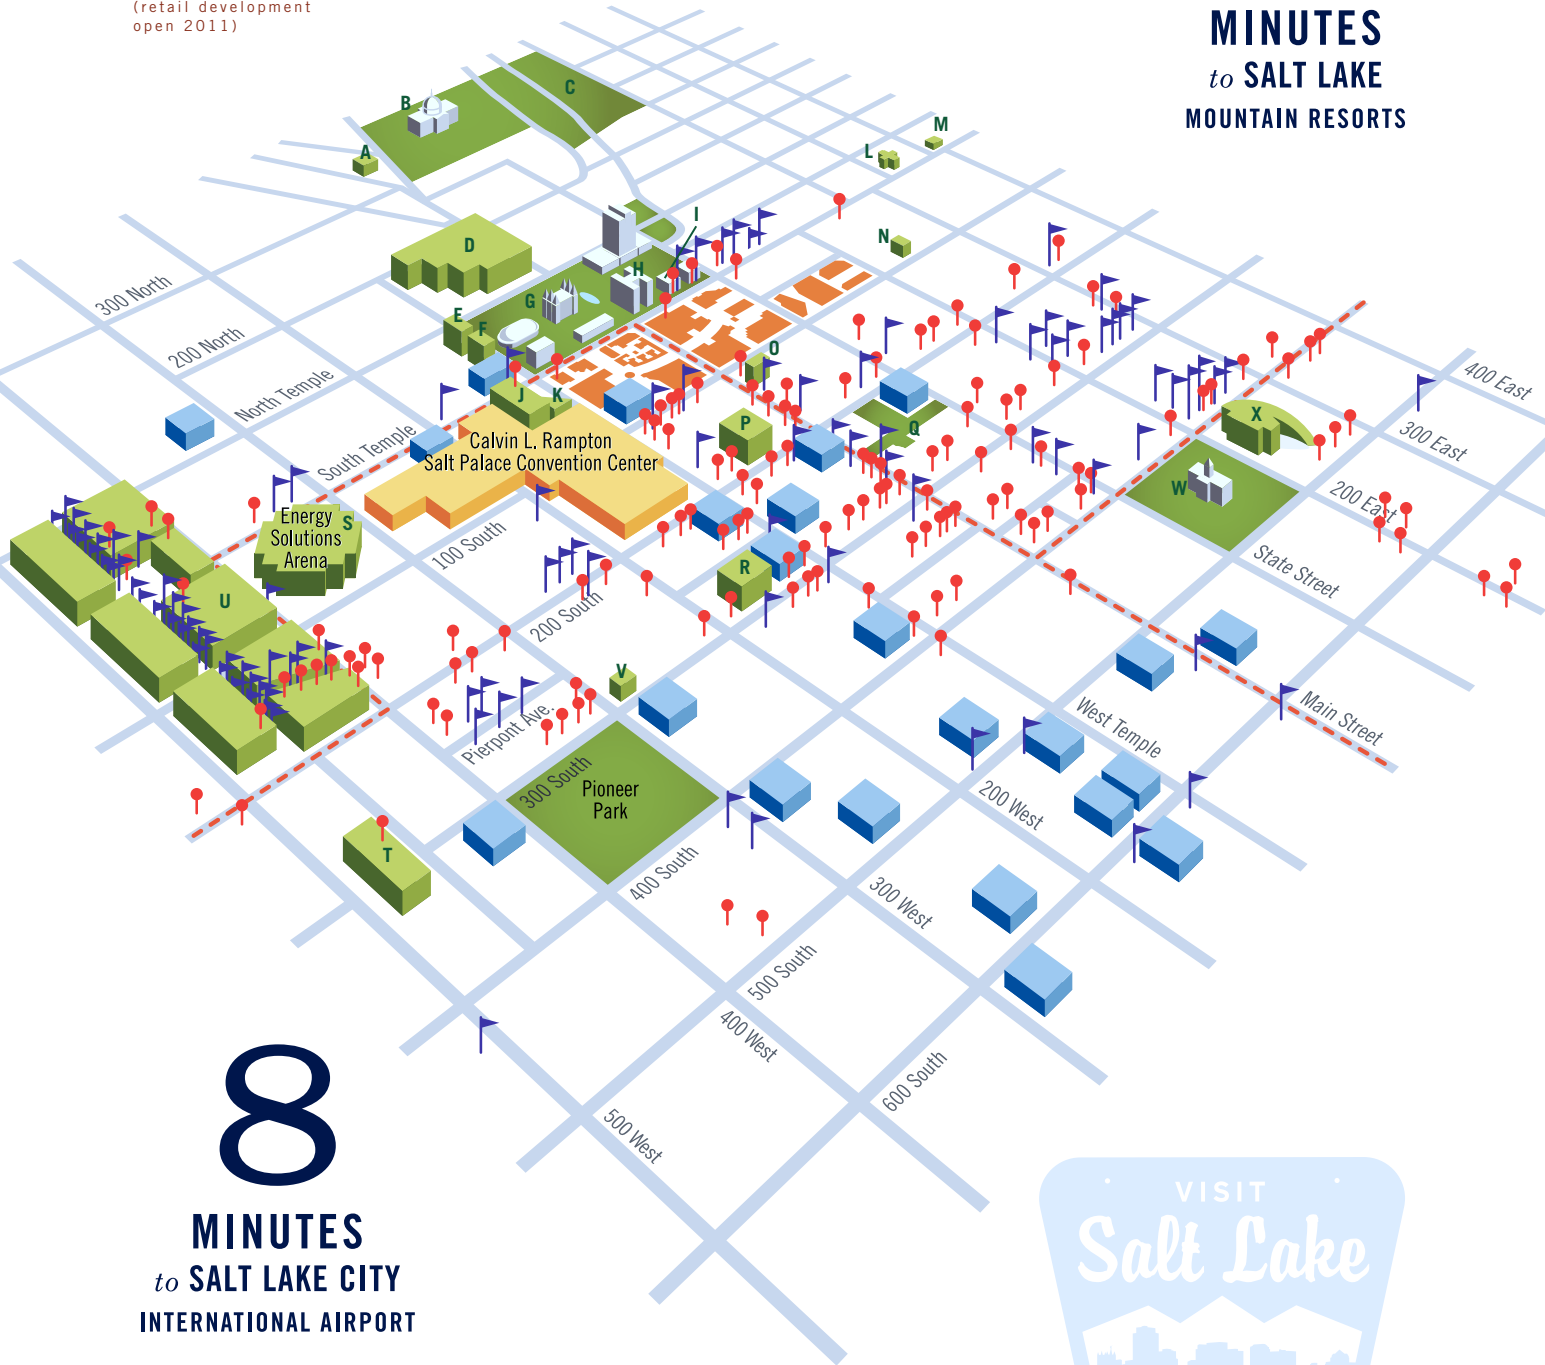 (retail development
open 2011)
MINUTES
to SALT LAKE
MOUNTAIN RESORTS
C
B
M
L
A
I
N
D
H
G
E
F
O
300 North
200 North
North Temple
South Temple
J
K
P
Q
X
400 East
300 East
200 East
Calvin L. Rampton
Salt Palace Convention Center
W
Energy
Solutions
Arena
S
100 South
State Street
R
U
200 South
V
Pierpont Ave.
Main Street
West Temple
300 South
Pioneer
Park
200 West
T
400 South
300 West
500 South
400 West
600 South
500 West
8
MINUTES
to SALT LAKE CITY
INTERNATIONAL AIRPORT
VISIT
Salt Lake